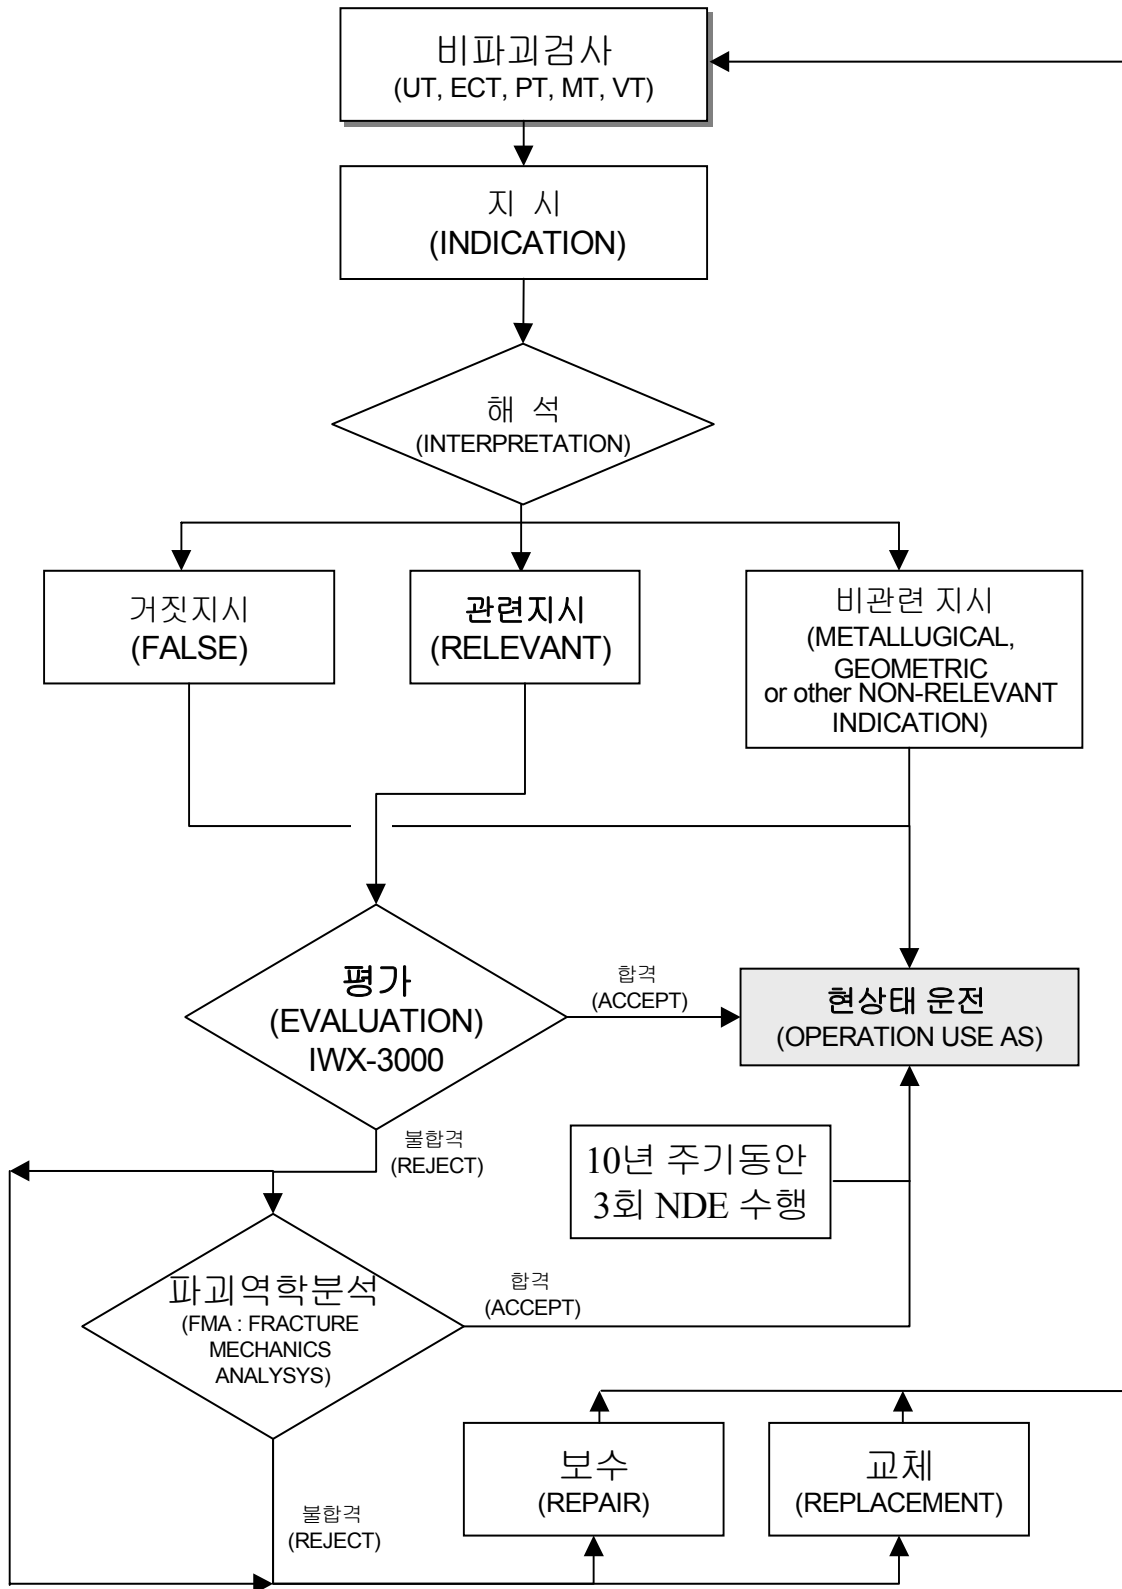 비파괴검사
(UT, ECT, PT, MT, VT)
지 시
(INDICATION)
해 석
(INTERPRETATION)
거짓지시
(FALSE)
관련지시
(RELEVANT)
비관련 지시
(METALLUGICAL,
GEOMETRIC
or other NON-RELEVANT
INDICATION)
평가
(EVALUATION)
IWX-3000
합격
(ACCEPT)
현상태 운전
(OPERATION USE AS)
불합격
(REJECT)
10년 주기동안
3회 NDE 수행
파괴역학분석
(FMA : FRACTURE
MECHANICS
ANALYSYS)
합격
(ACCEPT)
보수
(REPAIR)
교체
(REPLACEMENT)
불합격
(REJECT)